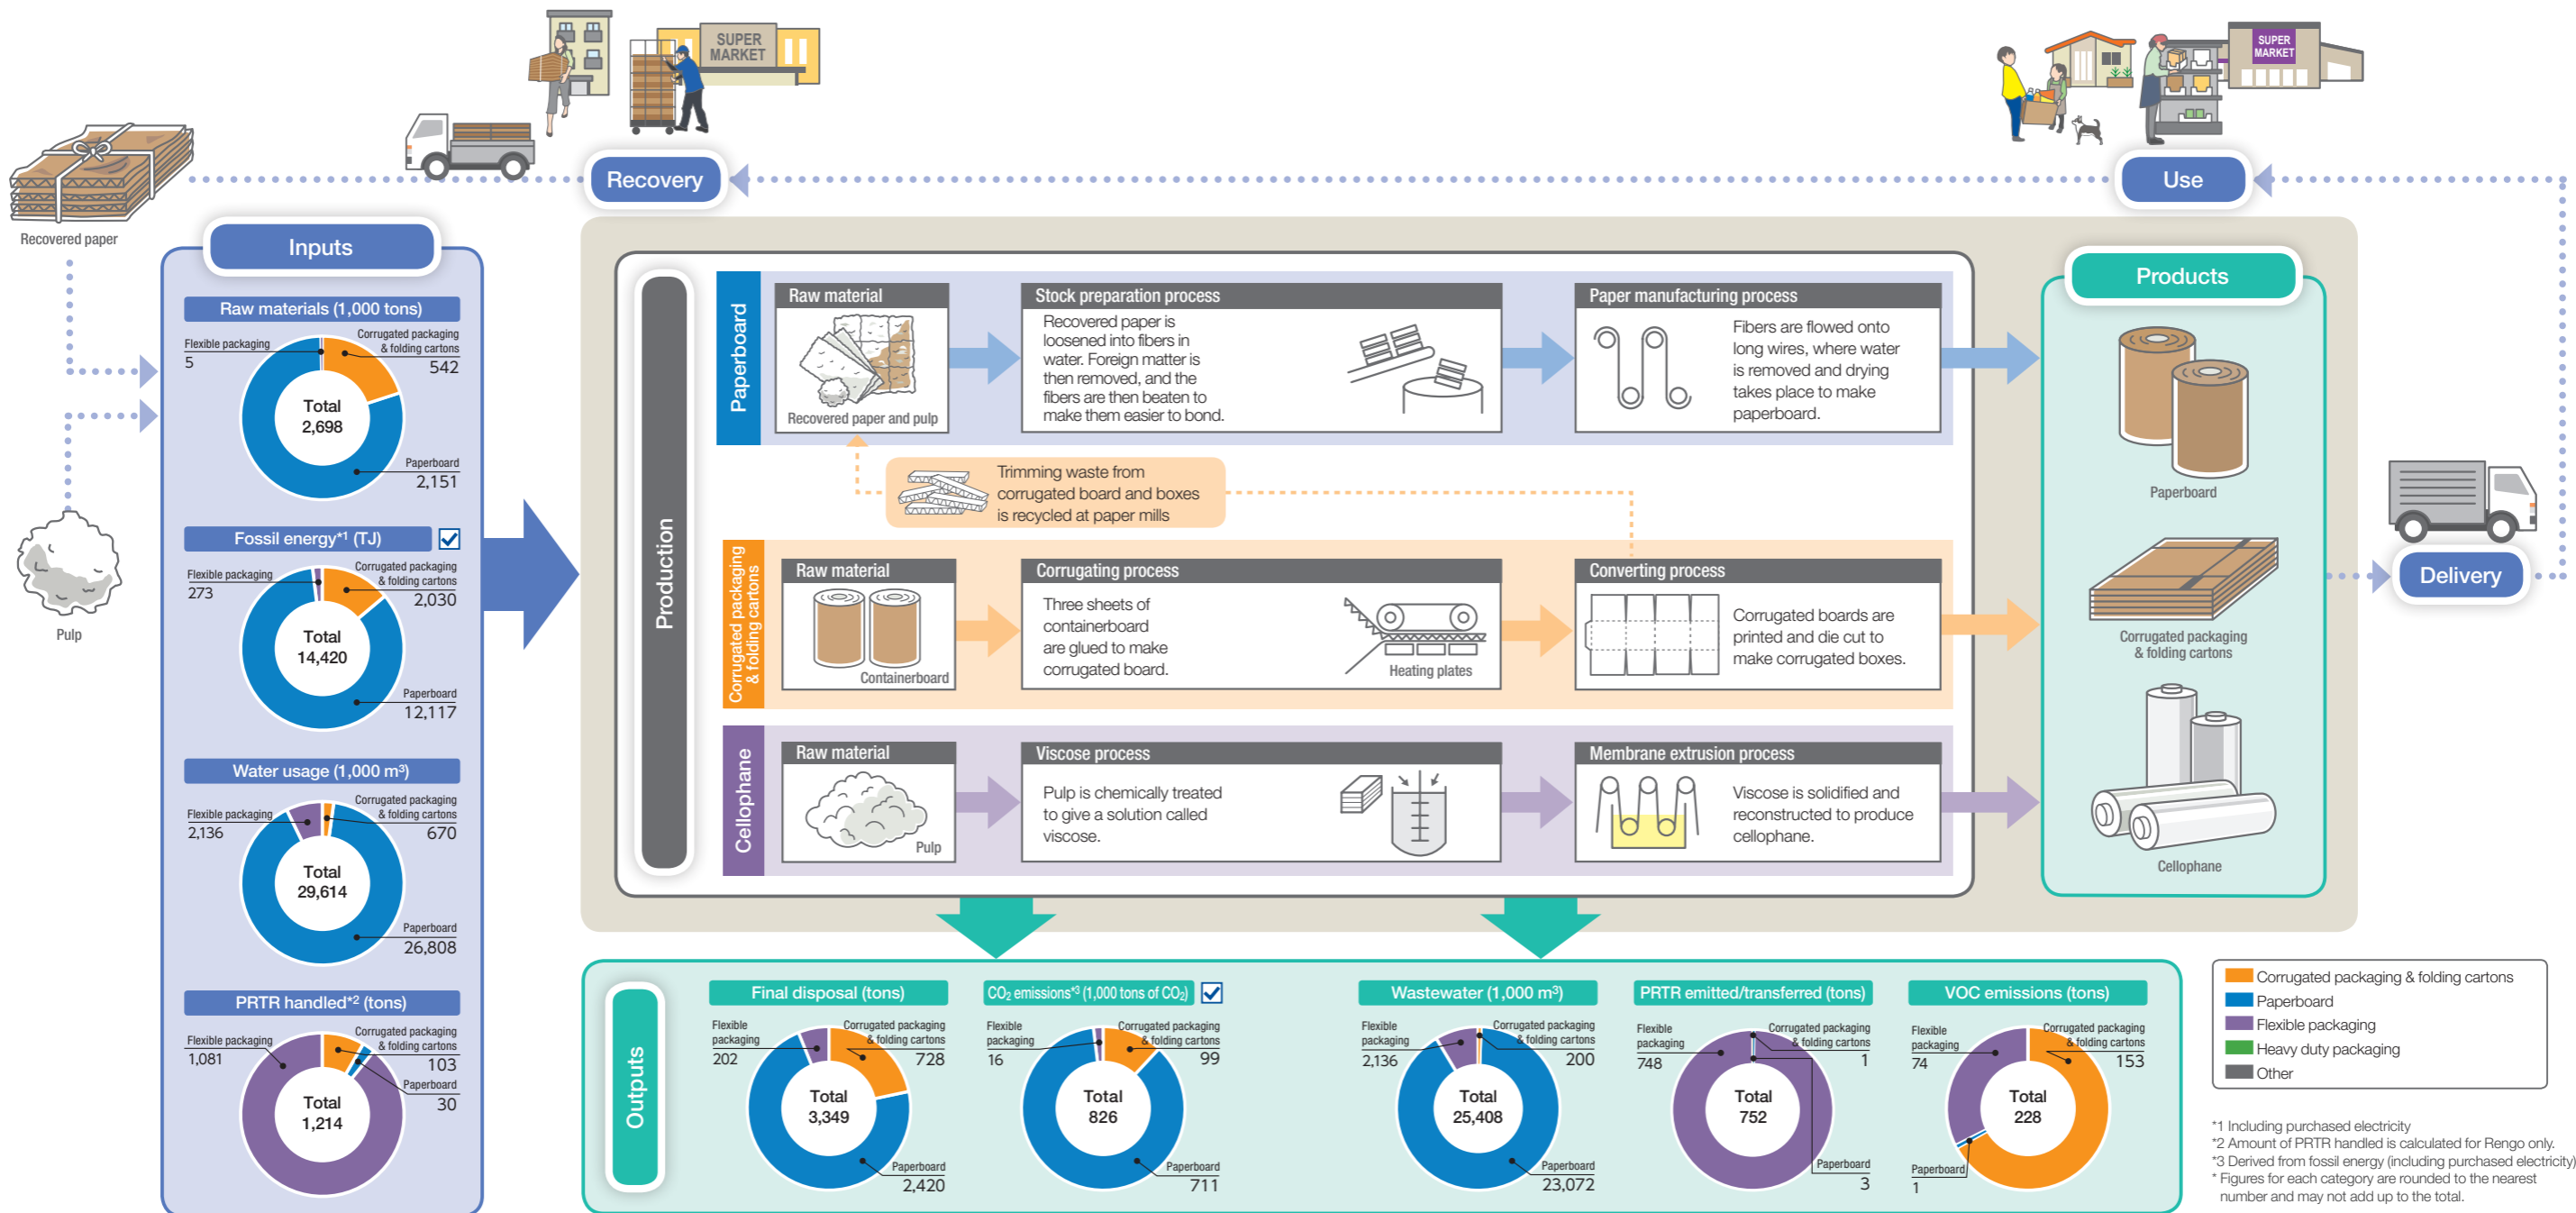 SUPER
MARKET
SUPER
MARKET
Recovery
Use
Recovered paper
Pulp
Inputs
Raw materials (1,000 tons)
Flexible packaging
5
Corrugated packaging
& folding cartons
542
Total
2,698
Paperboard
2,151
Fossil energy*1 (TJ)
Flexible packaging
273
Corrugated packaging
& folding cartons
2,030
Total
14,420
Paperboard
12,117
Water usage (1,000 m³)
Flexible packaging
2,136
Corrugated packaging
& folding cartons
670
Total
29,614
Paperboard
26,808
PRTR handled*2 (tons)
Flexible packaging
1,081
Corrugated packaging
& folding cartons
103
Paperboard
30
Total
1,214
Production
Paperboard
Raw material
Recovered paper and pulp
Stock preparation process
Recovered paper is
loosened into fibers in
water. Foreign matter is
then removed, and the
fibers are then beaten to
make them easier to bond.
Paper manufacturing process
Fibers are flowed onto
long wires, where water
is removed and drying
takes place to make
paperboard.
Trimming waste from
corrugated board and boxes
is recycled at paper mills
Corrugated packaging
& folding cartons
Raw material
Containerboard
Corrugating process
Three sheets of
containerboard
are glued to make
corrugated board.
Heating plates
Converting process
Corrugated boards are
printed and die cut to
make corrugated boxes.
Cellophane
Raw material
Pulp
Viscose process
Pulp is chemically treated
to give a solution called
viscose.
Membrane extrusion process
Viscose is solidified and
reconstructed to produce
cellophane.
Products
Paperboard
Corrugated packaging
& folding cartons
Cellophane
Delivery
Outputs
Final disposal (tons)
Flexible
packaging
202
Corrugated packaging
& folding cartons
728
Total
3,349
Paperboard
2,420
CO₂ emissions*3 (1,000 tons of CO₂)
Flexible
packaging
16
Corrugated packaging
& folding cartons
99
Total
826
Paperboard
711
Wastewater (1,000 m³)
Flexible
packaging
2,136
Corrugated packaging
& folding cartons
200
Total
25,408
Paperboard
23,072
PRTR emitted/transferred (tons)
Flexible
packaging
748
Corrugated packaging
& folding cartons
1
Total
752
Paperboard
3
VOC emissions (tons)
Flexible
packaging
74
Corrugated packaging
& folding cartons
153
Total
228
Paperboard
1
Corrugated packaging & folding cartons
Paperboard
Flexible packaging
Heavy duty packaging
Other
*1 Including purchased electricity
*2 Amount of PRTR handled is calculated for Rengo only.
*3 Derived from fossil energy (including purchased electricity)
* Figures for each category are rounded to the nearest
number and may not add up to the total.